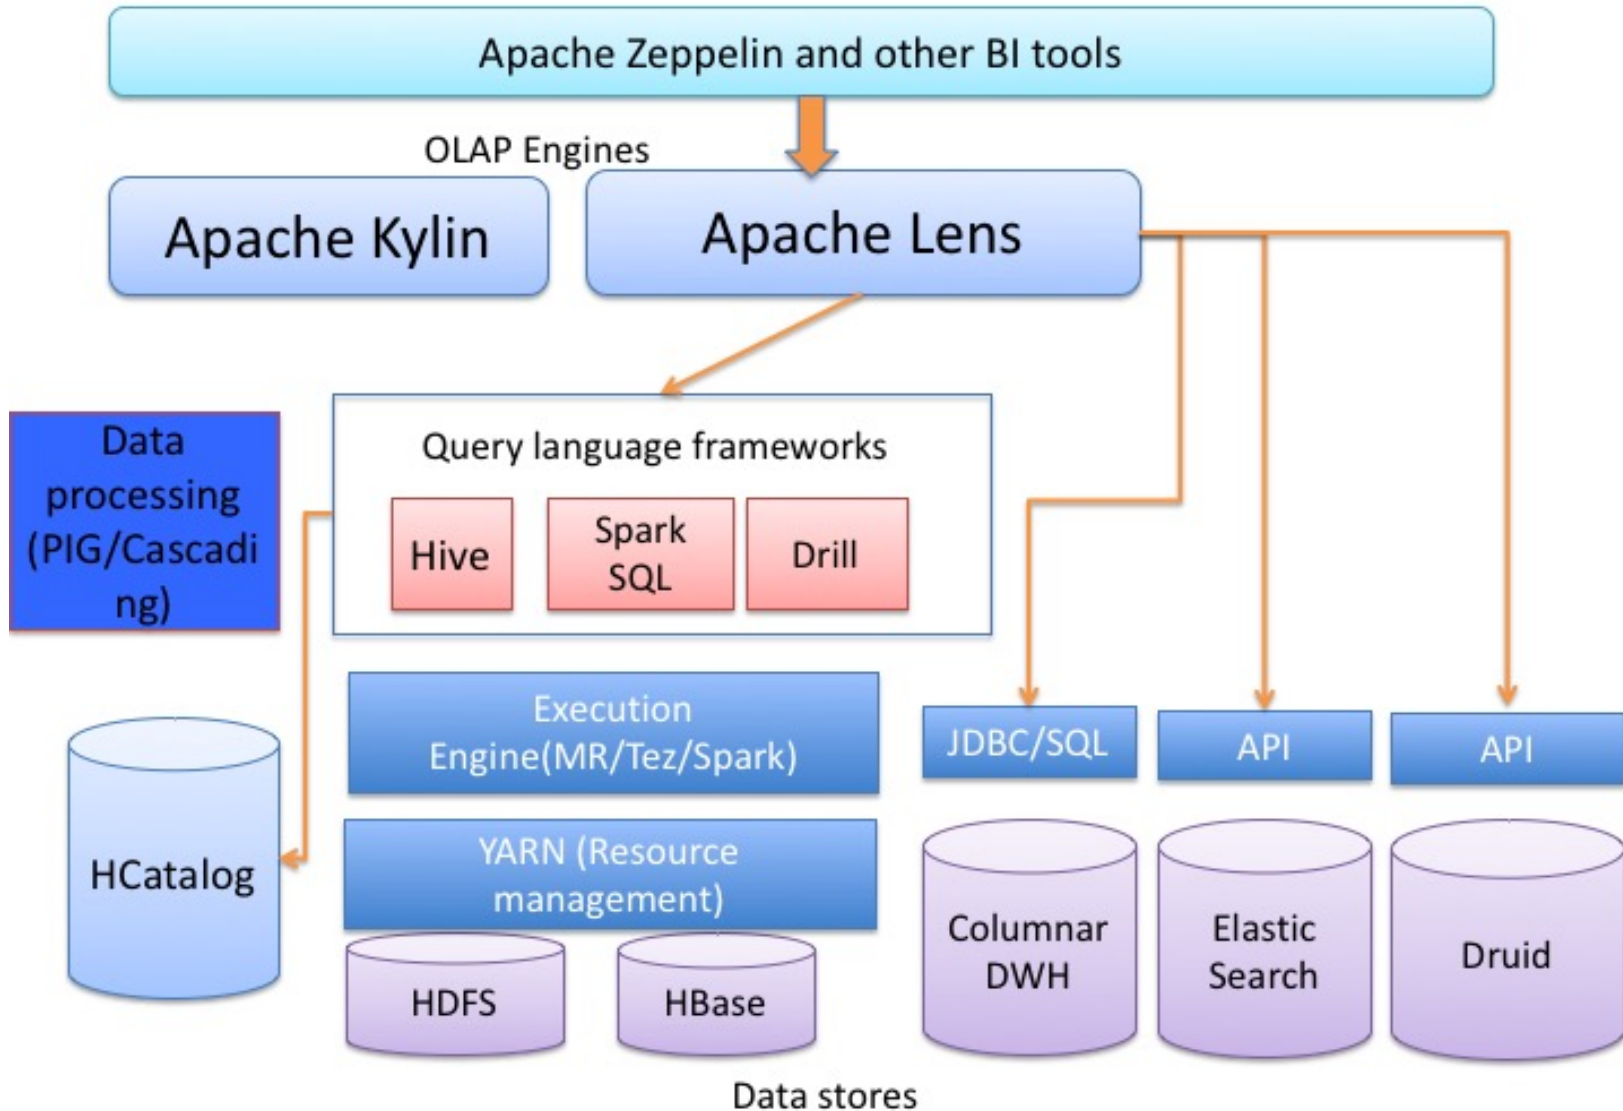 Apache Zeppelin and other BI tools
OLAP Engines
Apache Kylin
Apache Lens
Data
processing
(PIG/Cascadi
ng)
Query language frameworks
Hive
Spark
SQL
Drill
Execution
Engine(MR/Tez/Spark)
JDBC/SQL
API
API
HCatalog
YARN (Resource
management)
HDFS
HBase
Columnar
DWH
Elastic
Search
Druid
Data stores